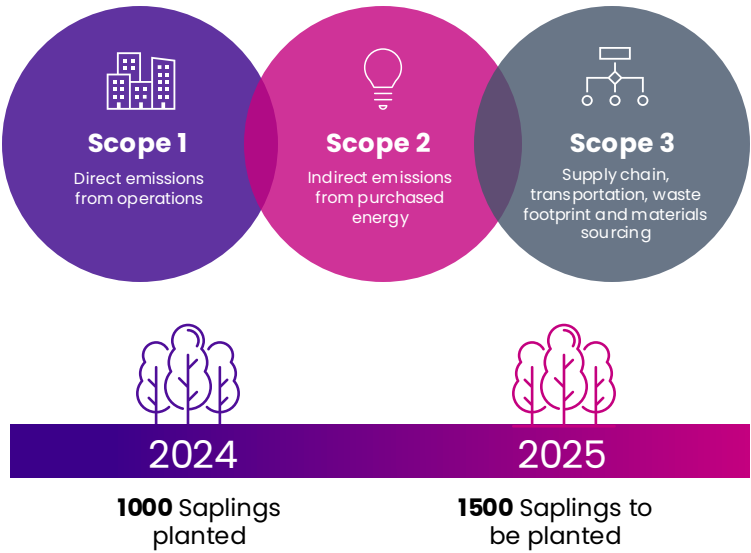 Scope 1
Direct emissions
from operations
Scope 2
Indirect emissions
from purchased
energy
Scope 3
Supply chain,
transportation, waste
footprint and materials
sourcing
2024
1000 Saplings
planted
2025
1500 Saplings to
be planted